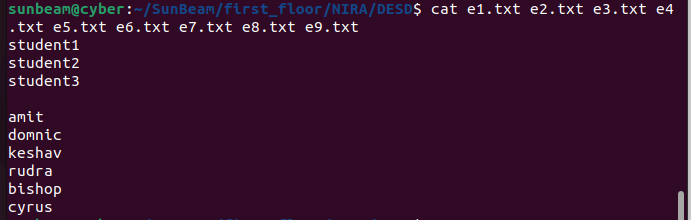 sunbeam@cyber:~/SunBeam/first_floor/NIRA/DESD$ cat e1.txt e2.txt e3.txt e4
.txt e5.txt e6.txt e7.txt e8.txt e9.txt
student1
student2
student3
amit
domnic
keshav
rudra
bishop
cyrus